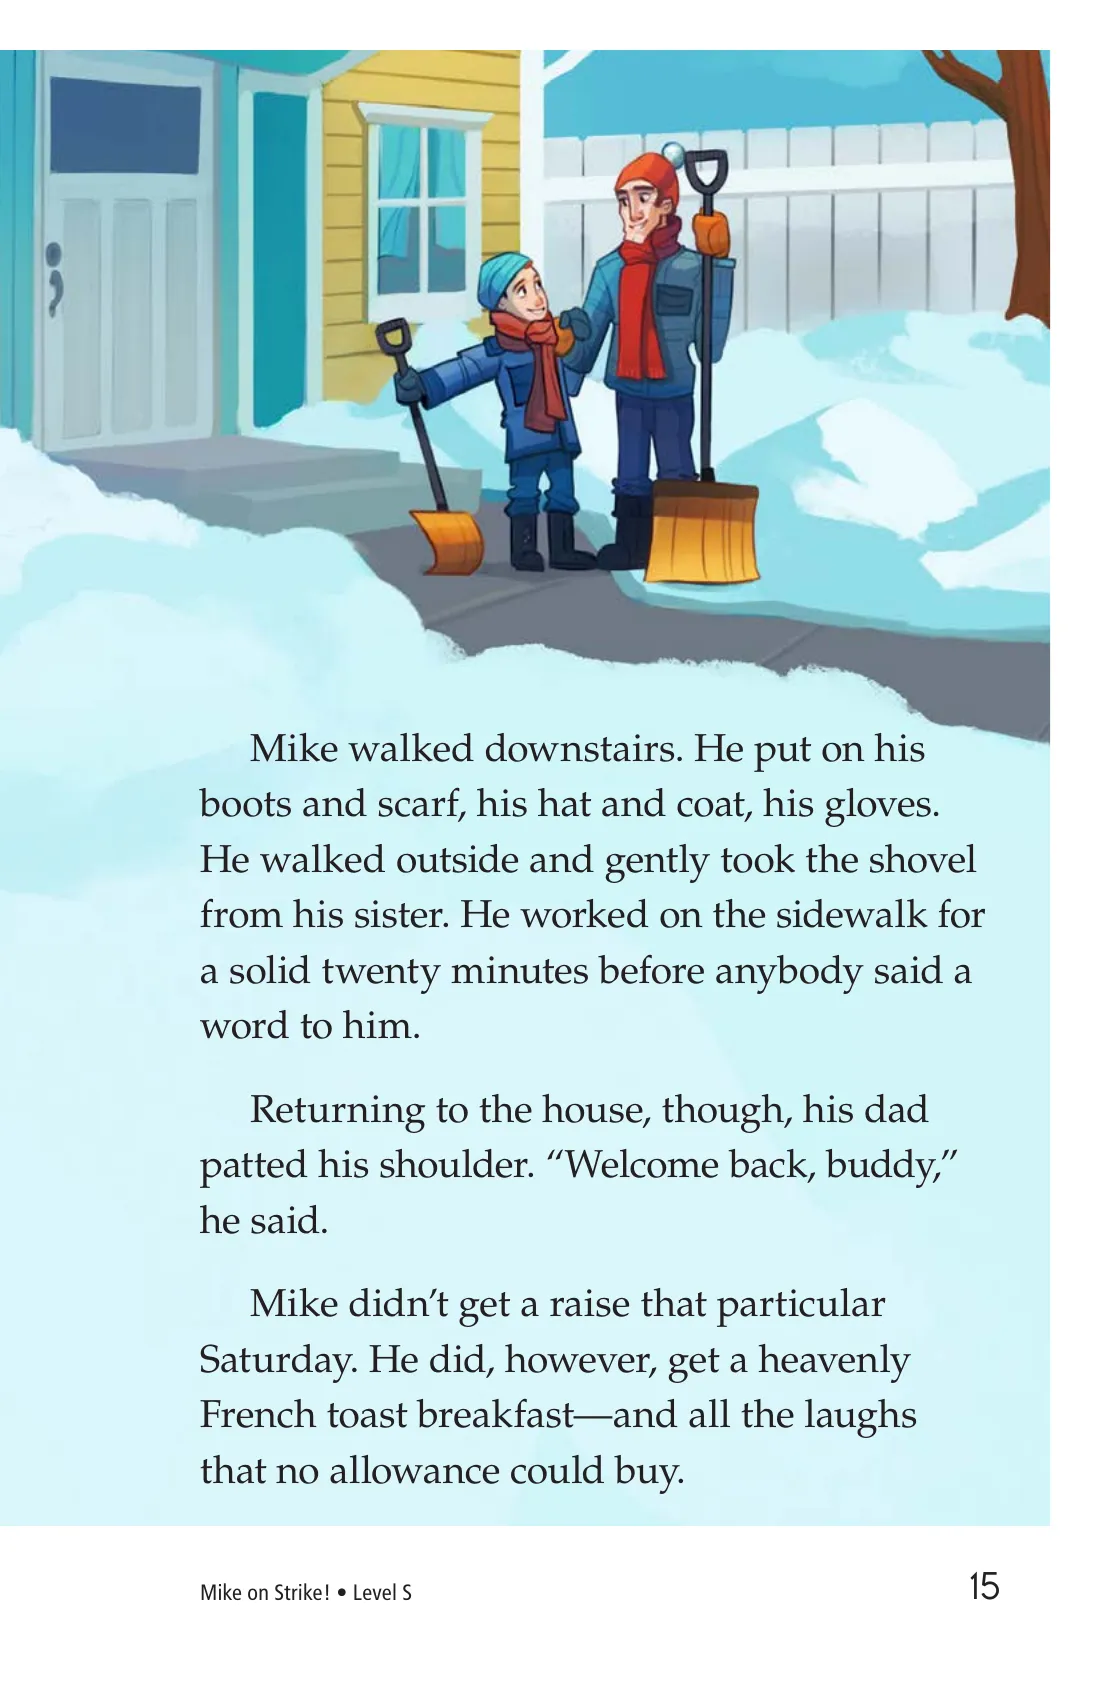 Mike walked downstairs. He put on his
boots and scarf, his hat and coat, his gloves.
He walked outside and gently took the shovel
from his sister. He worked on the sidewalk for
a solid twenty minutes before anybody said a
word to him.
Returning to the house, though, his dad
patted his shoulder. “Welcome back, buddy,”
he said.
Mike didn’t get a raise that particular
Saturday. He did, however, get a heavenly
French toast breakfast—and all the laughs
that no allowance could buy.
Mike on Strike! • Level S
15